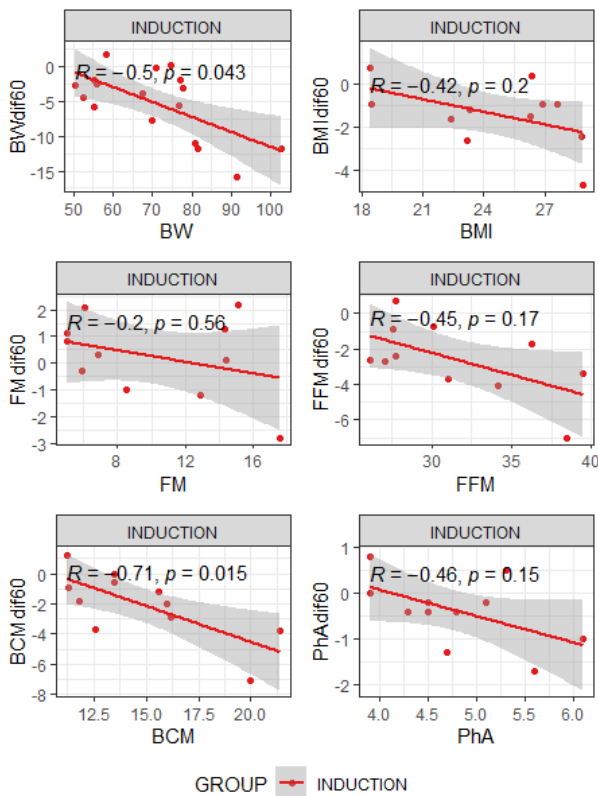 INDUCTION
R = −0.5, p = 0.043
BWdif60
0
-5
-10
-15
50 60 70 80 90 100
BW
INDUCTION
R = −0.42, p = 0.2
BMIdif60
0
-2
-4
18 21 24 27
BMI
INDUCTION
R = −0.2, p = 0.56
FMdif60
2
1
0
-1
-2
-3
8 12 16
FM
INDUCTION
R = −0.45, p = 0.17
FFMdif60
0
-2
-4
-6
30 35 40
FFM
INDUCTION
R = −0.71, p = 0.015
BCMdif60
0
-2
-4
-6
-8
12.5 15.0 17.5 20.0
BCM
INDUCTION
R = −0.46, p = 0.15
PhAdif60
1
0
-1
-2
4.0 4.5 5.0 5.5 6.0
PhA
GROUP INDUCTION